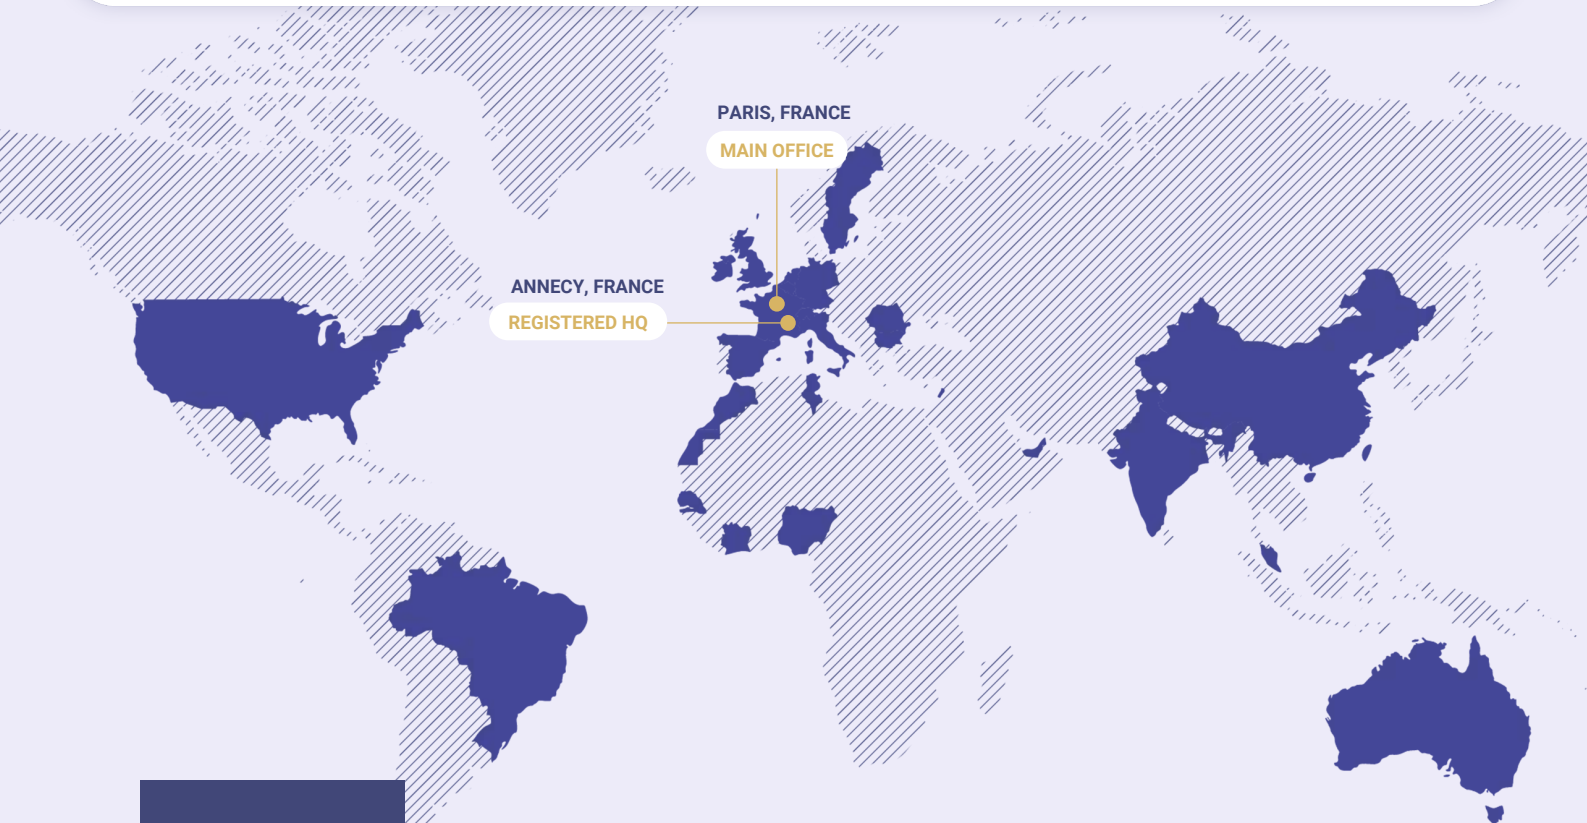 PARIS, FRANCE
MAIN OFFICE
ANNECY, FRANCE
REGISTERED HQ